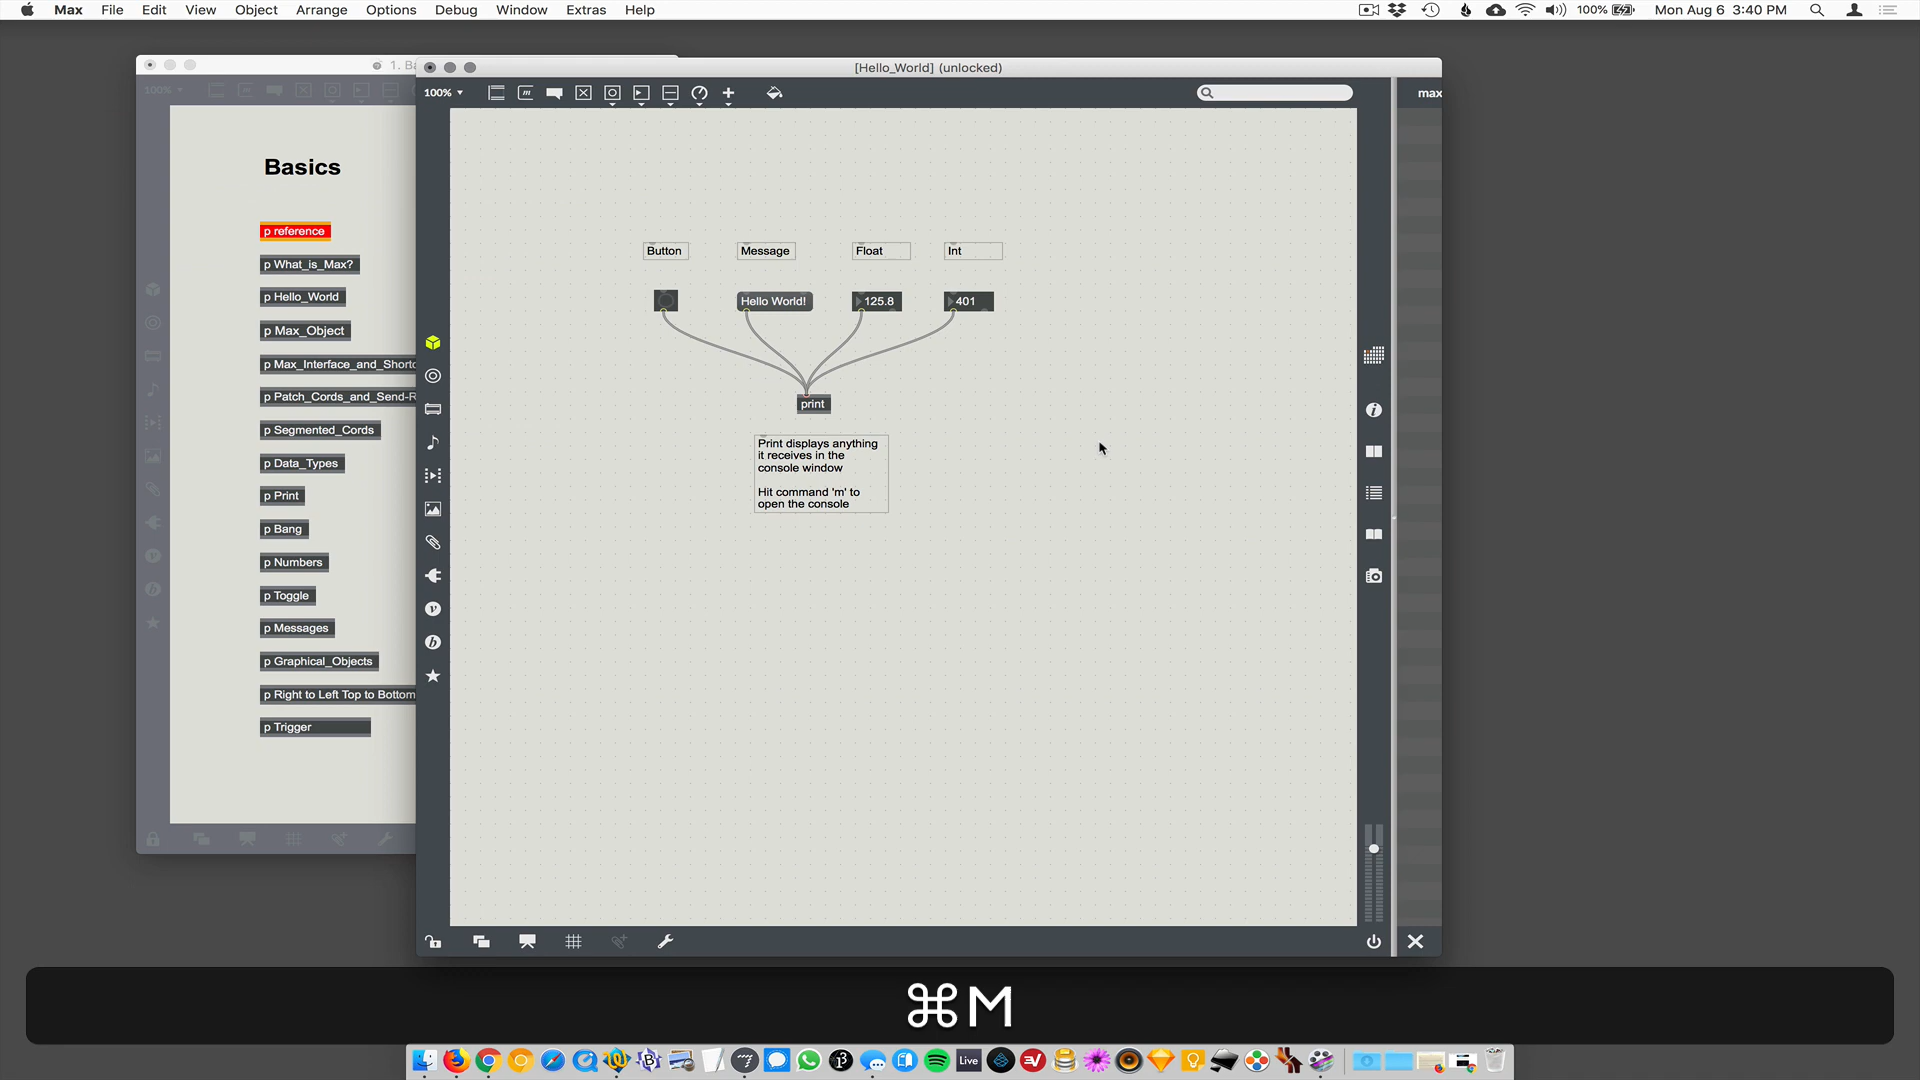 Max File Edit View Object Arrange Options Debug Window Extras Help
100% Mon Aug 6 3:40 PM
1. Ba
[Hello_World] (unlocked)
100%
100%
max
Basics
p reference
p What_is_Max?
p Hello_World
p Max_Object
p Max_Interface_and_Shortc
p Patch_Cords_and_Send-R
p Segmented_Cords
p Data_Types
p Print
p Bang
p Numbers
p Toggle
p Messages
p Graphical_Objects
p Right to Left Top to Bottom
p Trigger
Button Message Float Int
Hello World! 125.8 401
print
Print displays anything
it receives in the
console window
Hit command 'm' to
open the console
⌘M
Live